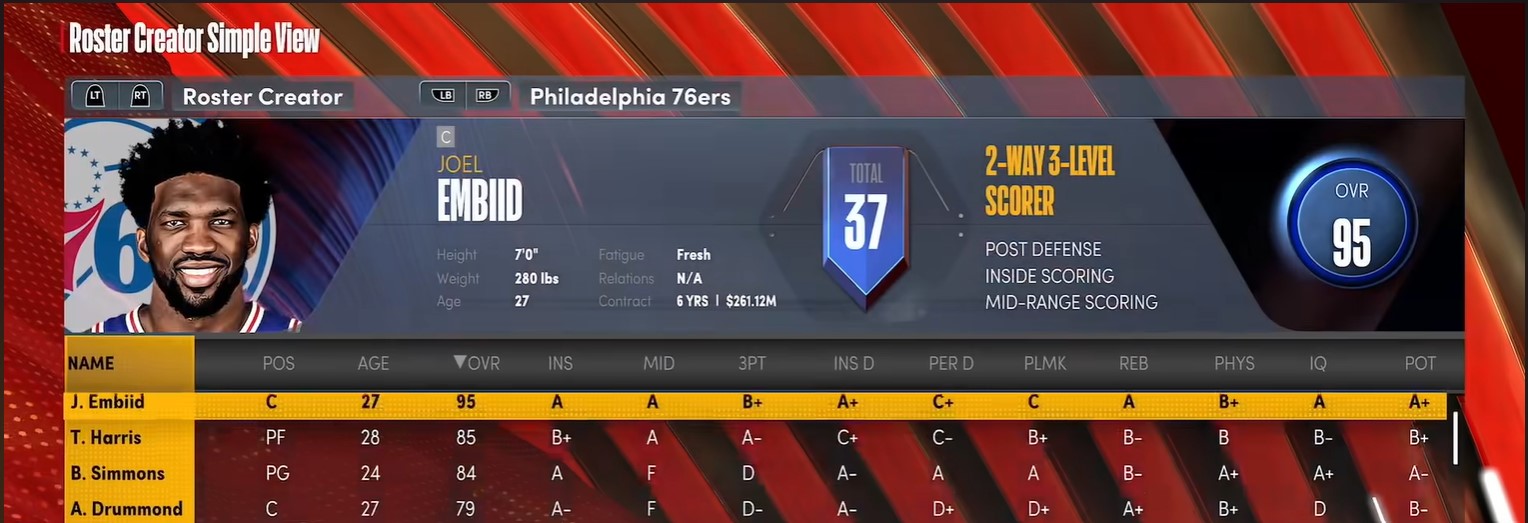 Roster Creator Simple View
LT RT Roster Creator LB RB Philadelphia 76ers
C
JOEL
EMBIID
Height 7'0" Fatigue Fresh
Weight 280 lbs Relations N/A
Age 27 Contract 6 YRS | $261.12M
TOTAL
37
2-WAY 3-LEVEL
SCORER
POST DEFENSE
INSIDE SCORING
MID-RANGE SCORING
OVR
95
NAME POS AGE ▼OVR INS MID 3PT INS D PER D PLMK REB PHYS IQ POT
J. Embiid C 27 95 A A B+ A+ C+ C A B+ A A+
T. Harris PF 28 85 B+ A A- C+ C- B+ B- B B- B+
B. Simmons PG 24 84 A F D A- A A B- A+ A+ A-
A. Drummond C 27 79 A- F D- A- D+ D+ A+ B+ D B-